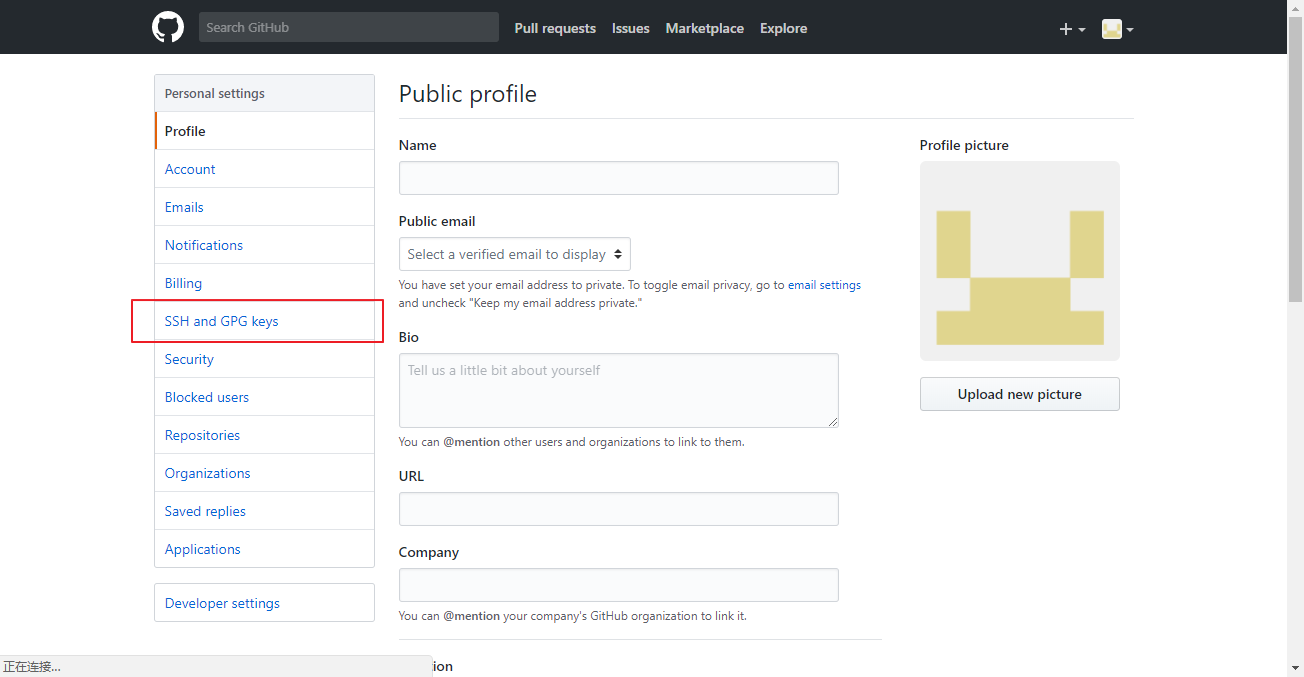 Search GitHub
Pull requests
Issues
Marketplace
Explore
Personal settings
Profile
Account
Emails
Notifications
Billing
SSH and GPG keys
Security
Blocked users
Repositories
Organizations
Saved replies
Applications
Developer settings
Public profile
Name
Public email
Select a verified email to display
You have set your email address to private. To toggle email privacy, go to email settings
and uncheck "Keep my email address private."
Bio
Tell us a little bit about yourself
You can @mention other users and organizations to link to them.
URL
Company
You can @mention your company's GitHub organization to link it.
Profile picture
Upload new picture
正在连接...